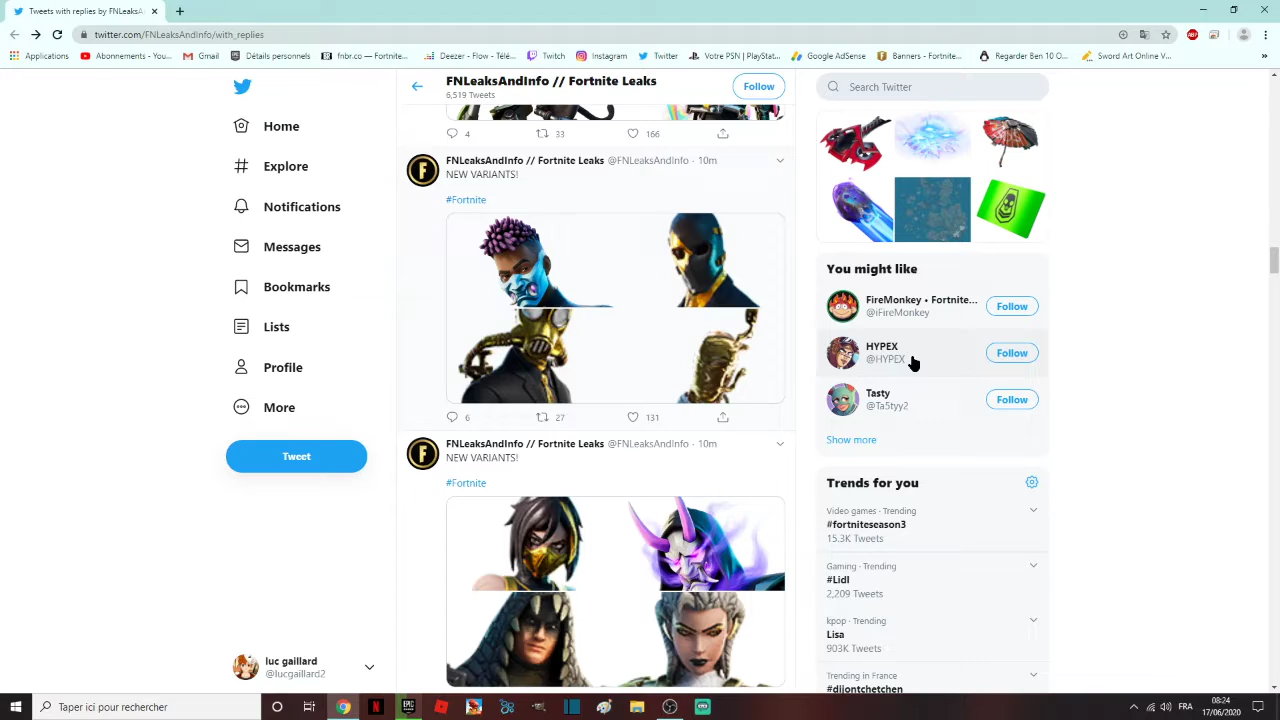 Tweets with replies by FNLeaksA
twitter.com/FNLeaksAndInfo/with_replies
Applications
Abonnements - You...
Gmail
Détails personnels
fnbr.co — Fortnite...
Deezer - Flow - Télé...
Twitch
Instagram
Twitter
Votre PSN | PlayStat...
Google AdSense
Banners - Fortnite...
Regarder Ben 10 O...
Sword Art Online V...
FNLeaksAndInfo // Fortnite Leaks
6,519 Tweets
Follow
Search Twitter
Home
Explore
Notifications
Messages
Bookmarks
Lists
Profile
More
Tweet
4
33
166
FNLeaksAndInfo // Fortnite Leaks @FNLeaksAndInfo · 10m
NEW VARIANTS!
#Fortnite
6
27
131
FNLeaksAndInfo // Fortnite Leaks @FNLeaksAndInfo · 10m
NEW VARIANTS!
#Fortnite
You might like
FireMonkey • Fortnite...
@iFireMonkey
Follow
HYPEX
@HYPEX
Follow
Tasty
@Ta5tyy2
Follow
Show more
Trends for you
Video games · Trending
#fortniteseason3
15.3K Tweets
Gaming · Trending
#Lidl
2,209 Tweets
kpop · Trending
Lisa
903K Tweets
Trending in France
#dijontchetchen
luc gaillard
@lucgaillard2
Taper ici pour rechercher
FRA
08:24
17/06/2020